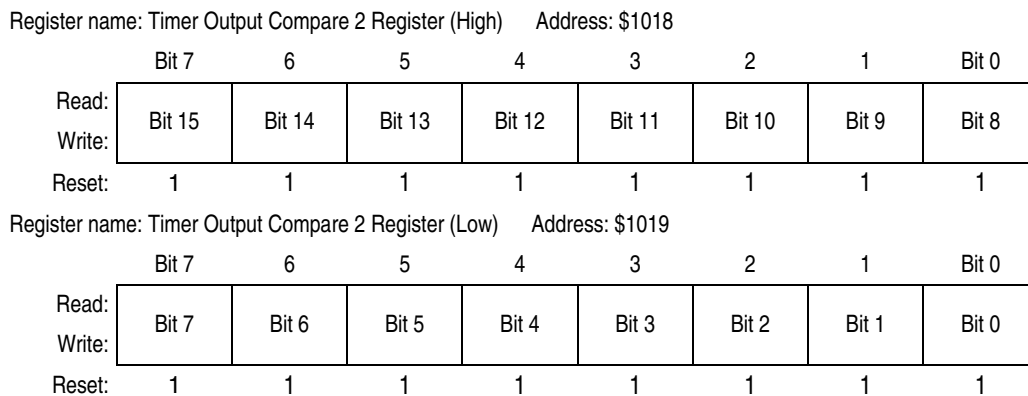 Register name: Timer Output Compare 2 Register (High) Address: $1018
Bit 7 6 5 4 3 2 1 Bit 0
Read:
Bit 15 Bit 14 Bit 13 Bit 12 Bit 11 Bit 10 Bit 9 Bit 8
Write:
Reset: 1 1 1 1 1 1 1 1
Register name: Timer Output Compare 2 Register (Low) Address: $1019
Bit 7 6 5 4 3 2 1 Bit 0
Read:
Bit 7 Bit 6 Bit 5 Bit 4 Bit 3 Bit 2 Bit 1 Bit 0
Write:
Reset: 1 1 1 1 1 1 1 1